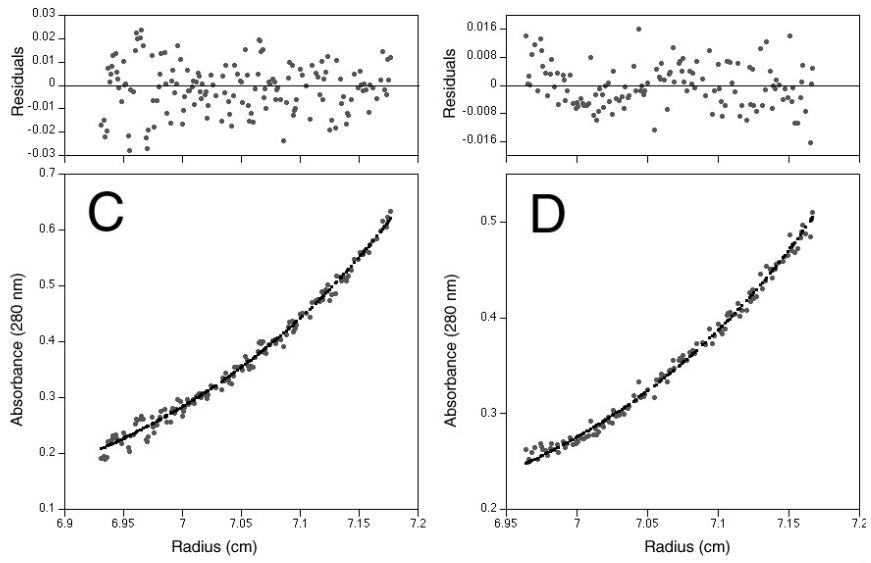 0.03
0.02
0.01
0
-0.01
-0.02
-0.03
Residuals
0.016
0.008
0
-0.008
-0.016
Residuals
C
0.7
0.6
0.5
0.4
0.3
0.2
0.1
Absorbance (280 nm)
6.9 6.95 7 7.05 7.1 7.15 7.2
Radius (cm)
D
0.5
0.4
0.3
0.2
Absorbance (280 nm)
6.95 7 7.05 7.1 7.15 7.2
Radius (cm)